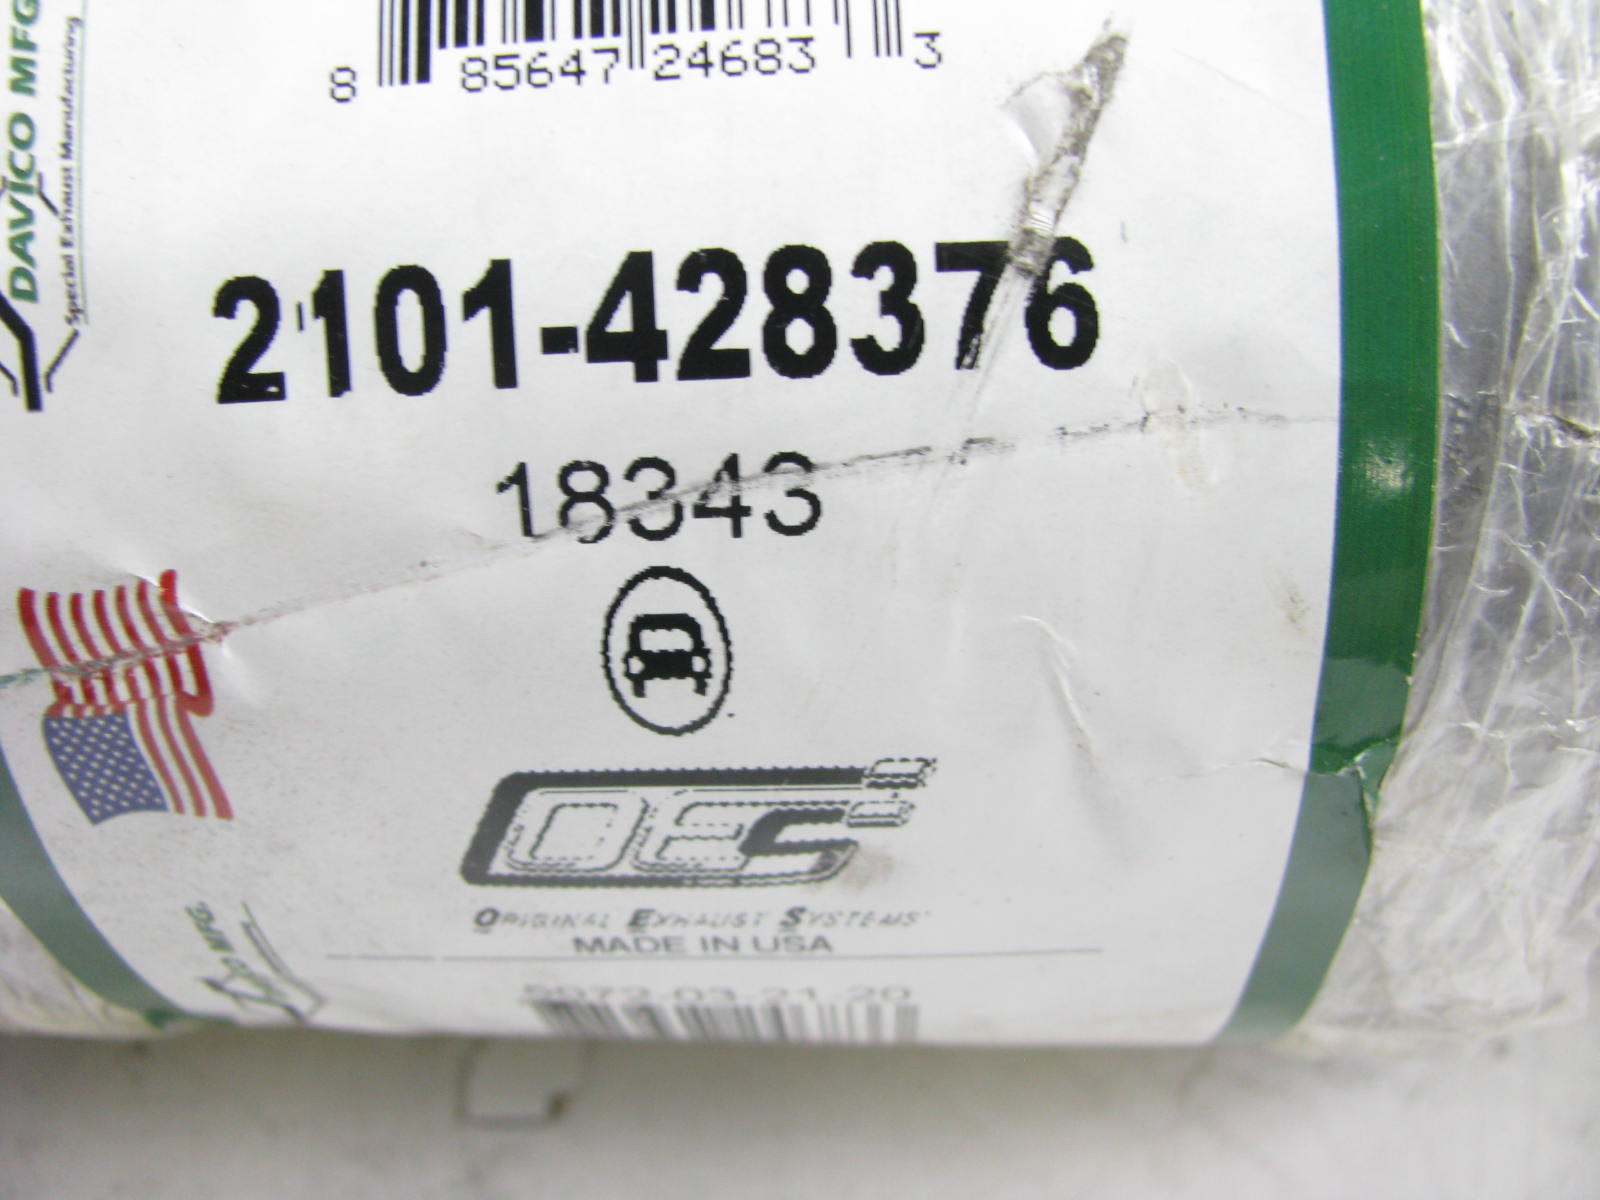 8 85647 24683 3
DAVICO MFG
Special Exhaust Manufacturing
2101-428376
18343
OES
ORIGINAL EXHAUST SYSTEMS
MADE IN USA